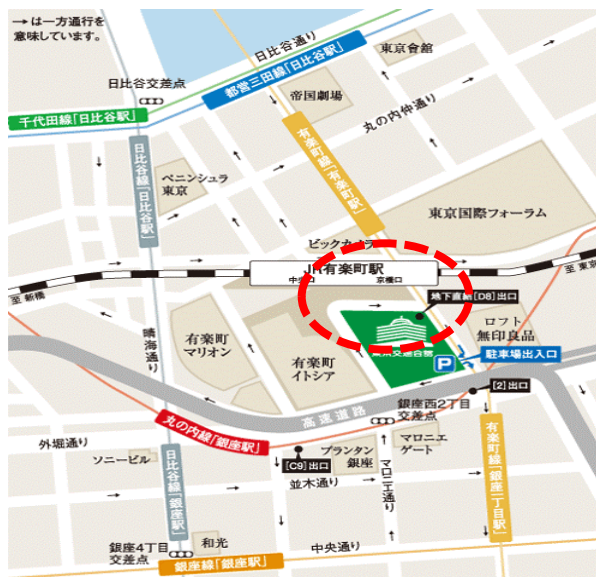 →は一方通行を
意味しています。
日比谷通り
都営三田線「日比谷駅」
東京會舘
日比谷交差点
千代田線「日比谷駅」
帝国劇場
丸の内仲通り
日比谷線「日比谷駅」
有楽町線「有楽町駅」
ペニンシュラ
東京
東京国際フォーラム
ビックカメラ
JR有楽町駅
中央口
京橋口
至 新橋
至 東京
地下直結[D8]出口
ロフト
無印良品
晴海通り
有楽町
マリオン
有楽町
イトシア
東京交通会館
P
駐車場出入口
[2]出口
高速道路
銀座西2丁目
交差点
丸の内線「銀座駅」
外堀通り
ソニービル
日比谷線「銀座駅」
プランタン
銀座
マロニエ
ゲート
マロニエ通り
有楽町線「銀座一丁目駅」
[C9]出口
並木通り
銀座4丁目
交差点
和光
中央通り
銀座線「銀座駅」